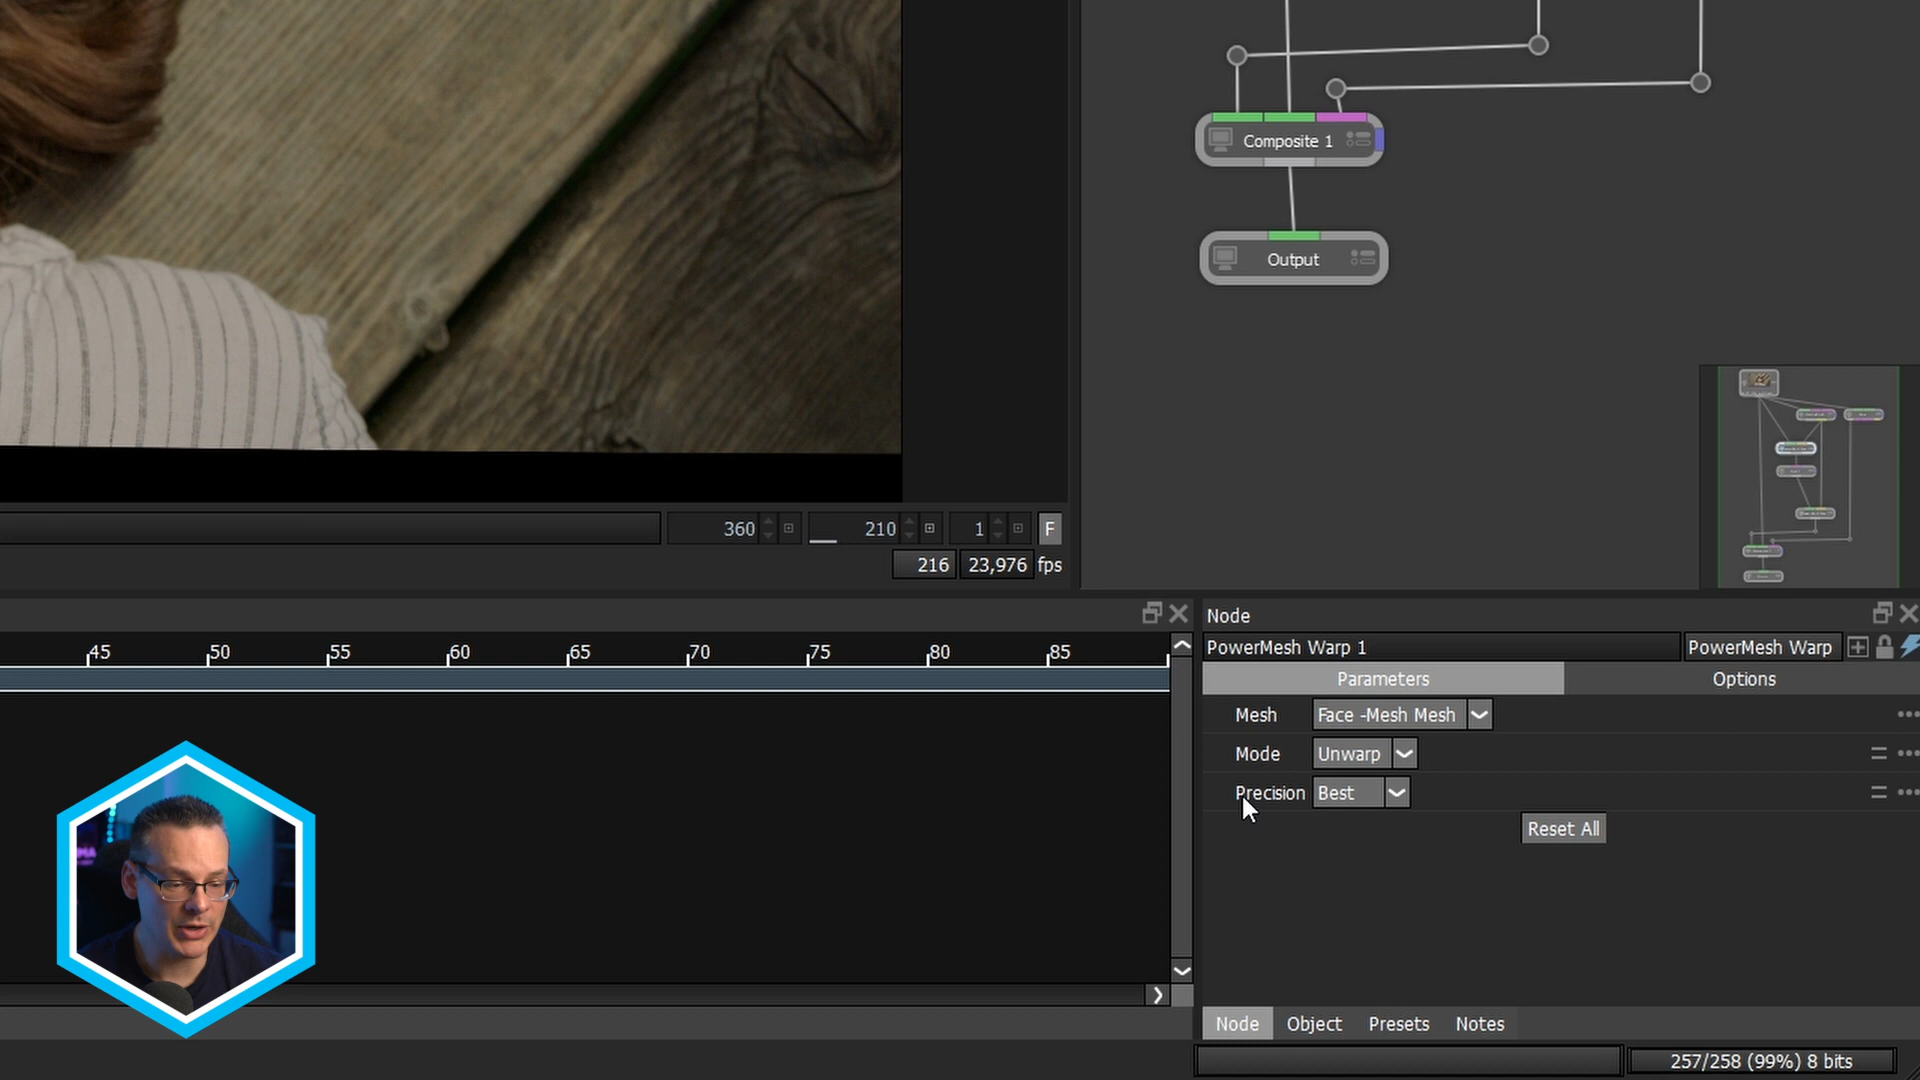 Composite 1
Output
360 210 1 F
216 23,976 fps
45 50 55 60 65 70 75 80 85
Node
PowerMesh Warp 1 PowerMesh Warp
Parameters Options
Mesh Face -Mesh Mesh
Mode Unwarp
Precision Best
Reset All
Node Object Presets Notes
257/258 (99%) 8 bits